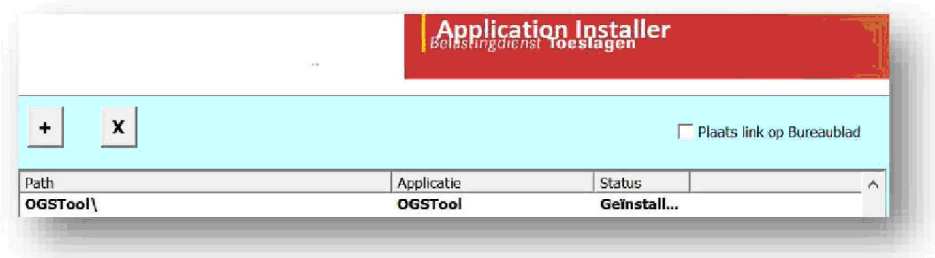 Application Installer
Belastingdienst Toeslagen
+ X
Plaats link op Bureaublad
Path Applicatie Status
OGSTool\ OGSTool Geïnstall...